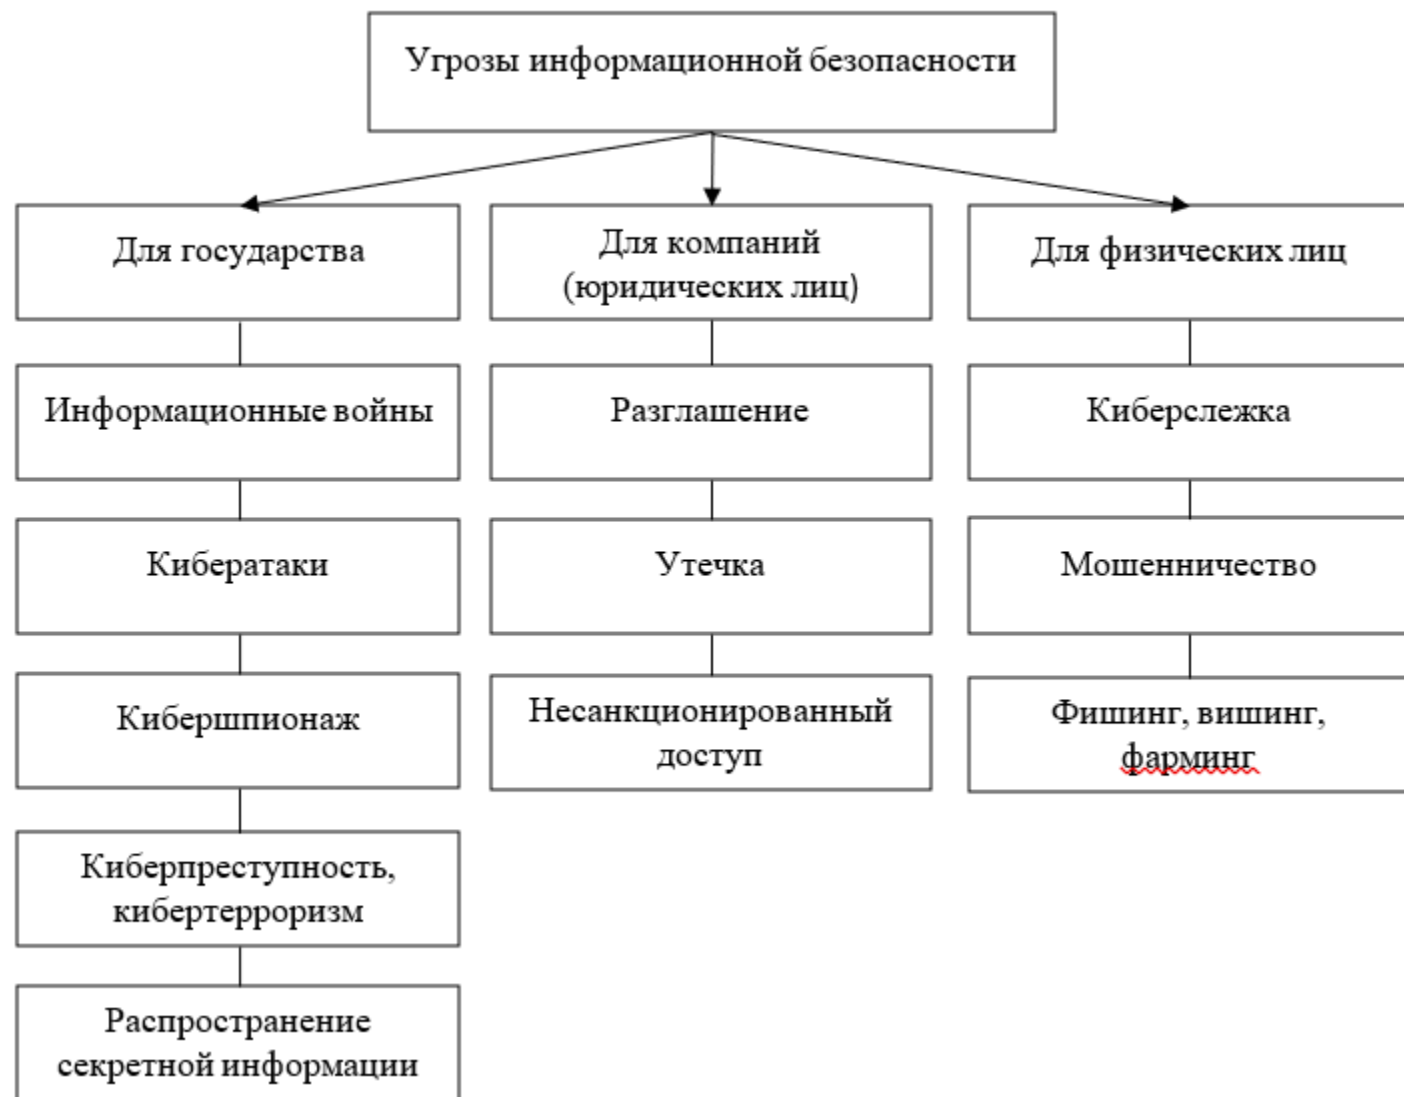 Угрозы информационной безопасности
Для государства
Информационные войны
Кибератаки
Кибершпионаж
Киберпреступность,
кибертерроризм
Распространение
секретной информации
Для компаний
(юридических лиц)
Разглашение
Утечка
Несанкционированный
доступ
Для физических лиц
Киберслежка
Мошенничество
Фишинг, вишинг,
фарминг